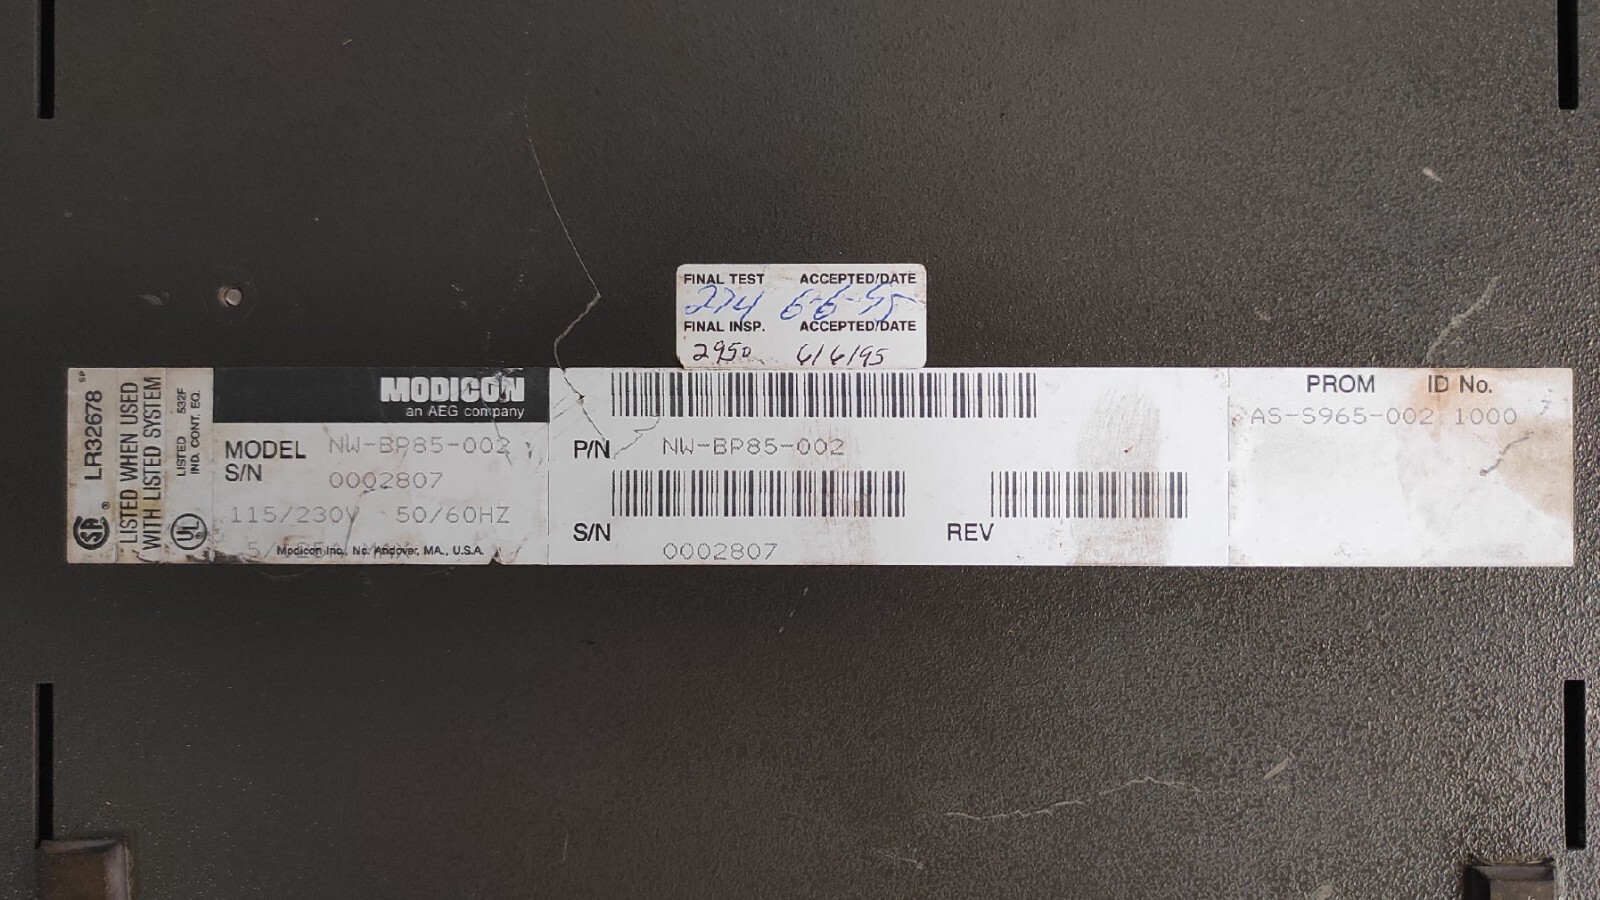 FINAL TEST ACCEPTED/DATE
274 6-6-95
FINAL INSP. ACCEPTED/DATE
2950 6/6/95
SP
LR32678
LISTED WHEN USED
WITH LISTED SYSTEM
LISTED 532F
IND. CONT. EQ.
UL
MODICON
an AEG company
MODEL NW-BP85-002
S/N 0002807
115/230V 50/60HZ
Modicon Inc., No. Andover, MA., U.S.A.
P/N NW-BP85-002
S/N 0002807
REV
PROM ID No.
AS-S965-002 1000